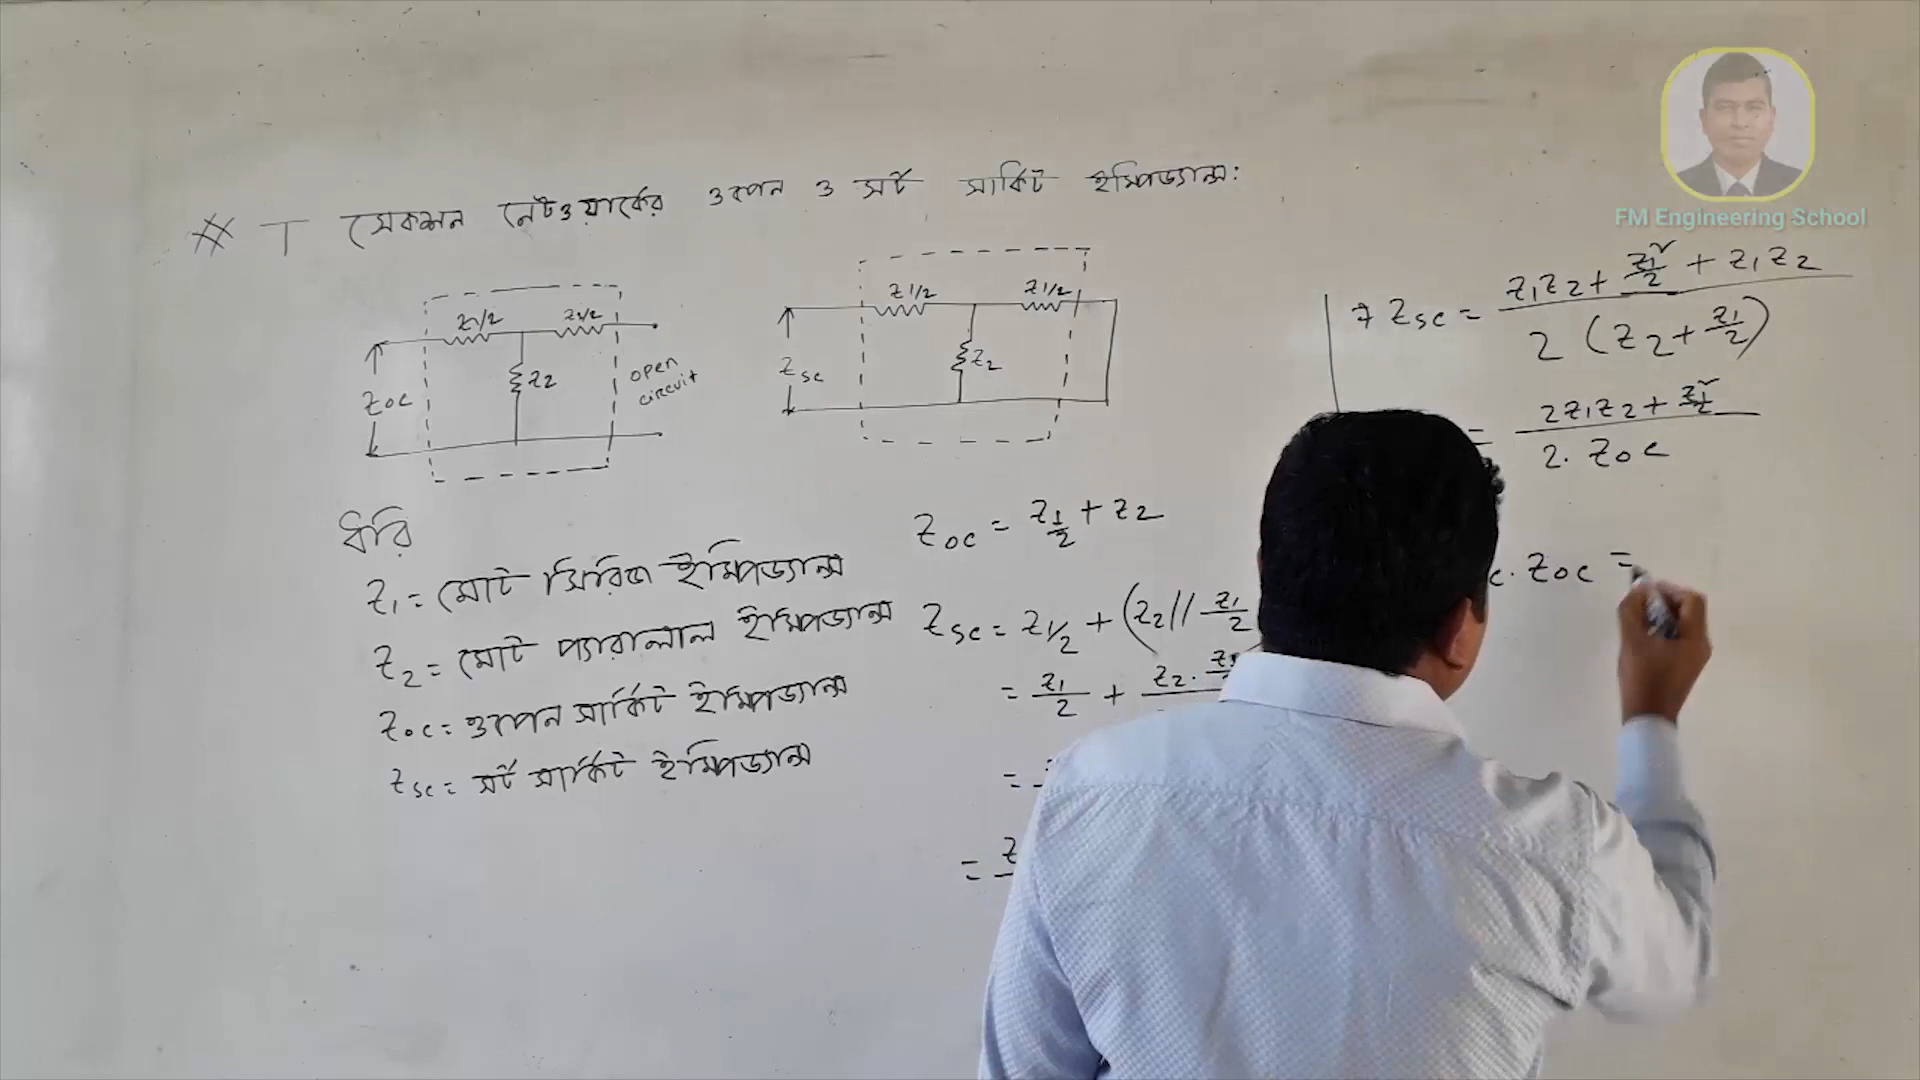 # T সেকশন নেটওয়ার্কের ওপেন ও সর্ট সার্কিট ইম্পিড্যান্স:
Z1/2
Z1/2
Z2
Zoc
open
circuit
Z1/2
Z1/2
Z2
Zsc
ধরি
Z1 = মোট সিরিজ ইম্পিড্যান্স
Z2 = মোট প্যারালাল ইম্পিড্যান্স
Zoc = ওপেন সার্কিট ইম্পিড্যান্স
Zsc = সর্ট সার্কিট ইম্পিড্যান্স
Zoc = Z1/2 + Z2
Zsc = Z1/2 + (Z2 // Z1/2
= Z1/2 + Z2 . Z1
=
= Z
Zsc = Z1Z2 + Z1²/2 + Z1Z2
2 (Z2 + Z1/2)
= 2Z1Z2 + Z1²/2
2. Zoc
c . Zoc =
FM Engineering School